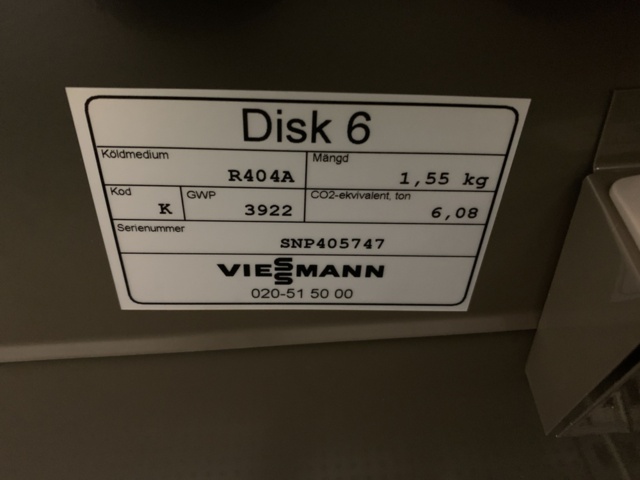 Disk 6
Köldmedium R404A Mängd 1,55 kg
Kod K GWP 3922 CO2-ekvivalent, ton 6,08
Serienummer SNP405747
VIESSMANN
020-51 50 00